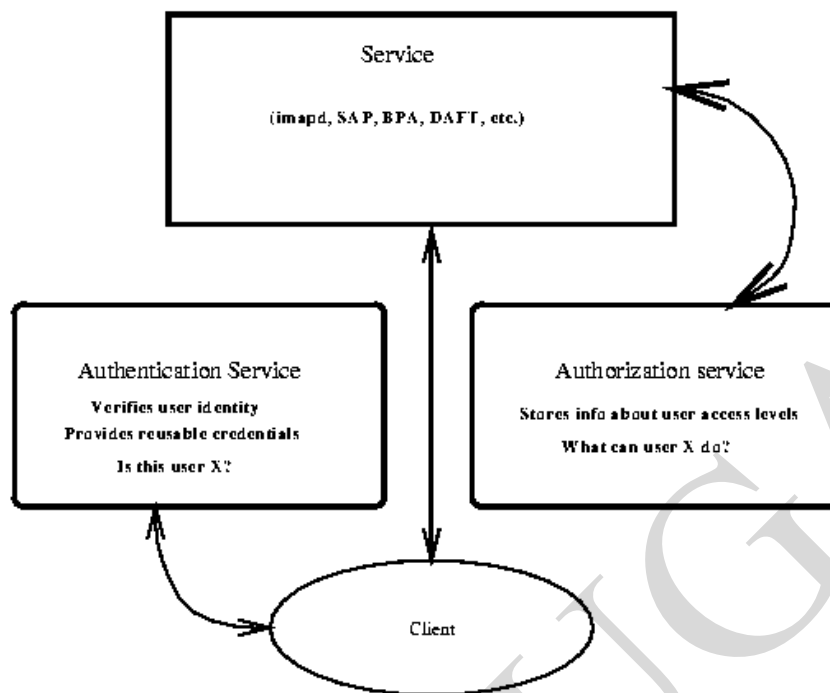 Service
(imapd, SAP, BPA, DAFT, etc.)
Authentication Service
Verifies user identity
Provides reusable credentials
Is this user X?
Authorization service
Stores info about user access levels
What can user X do?
Client